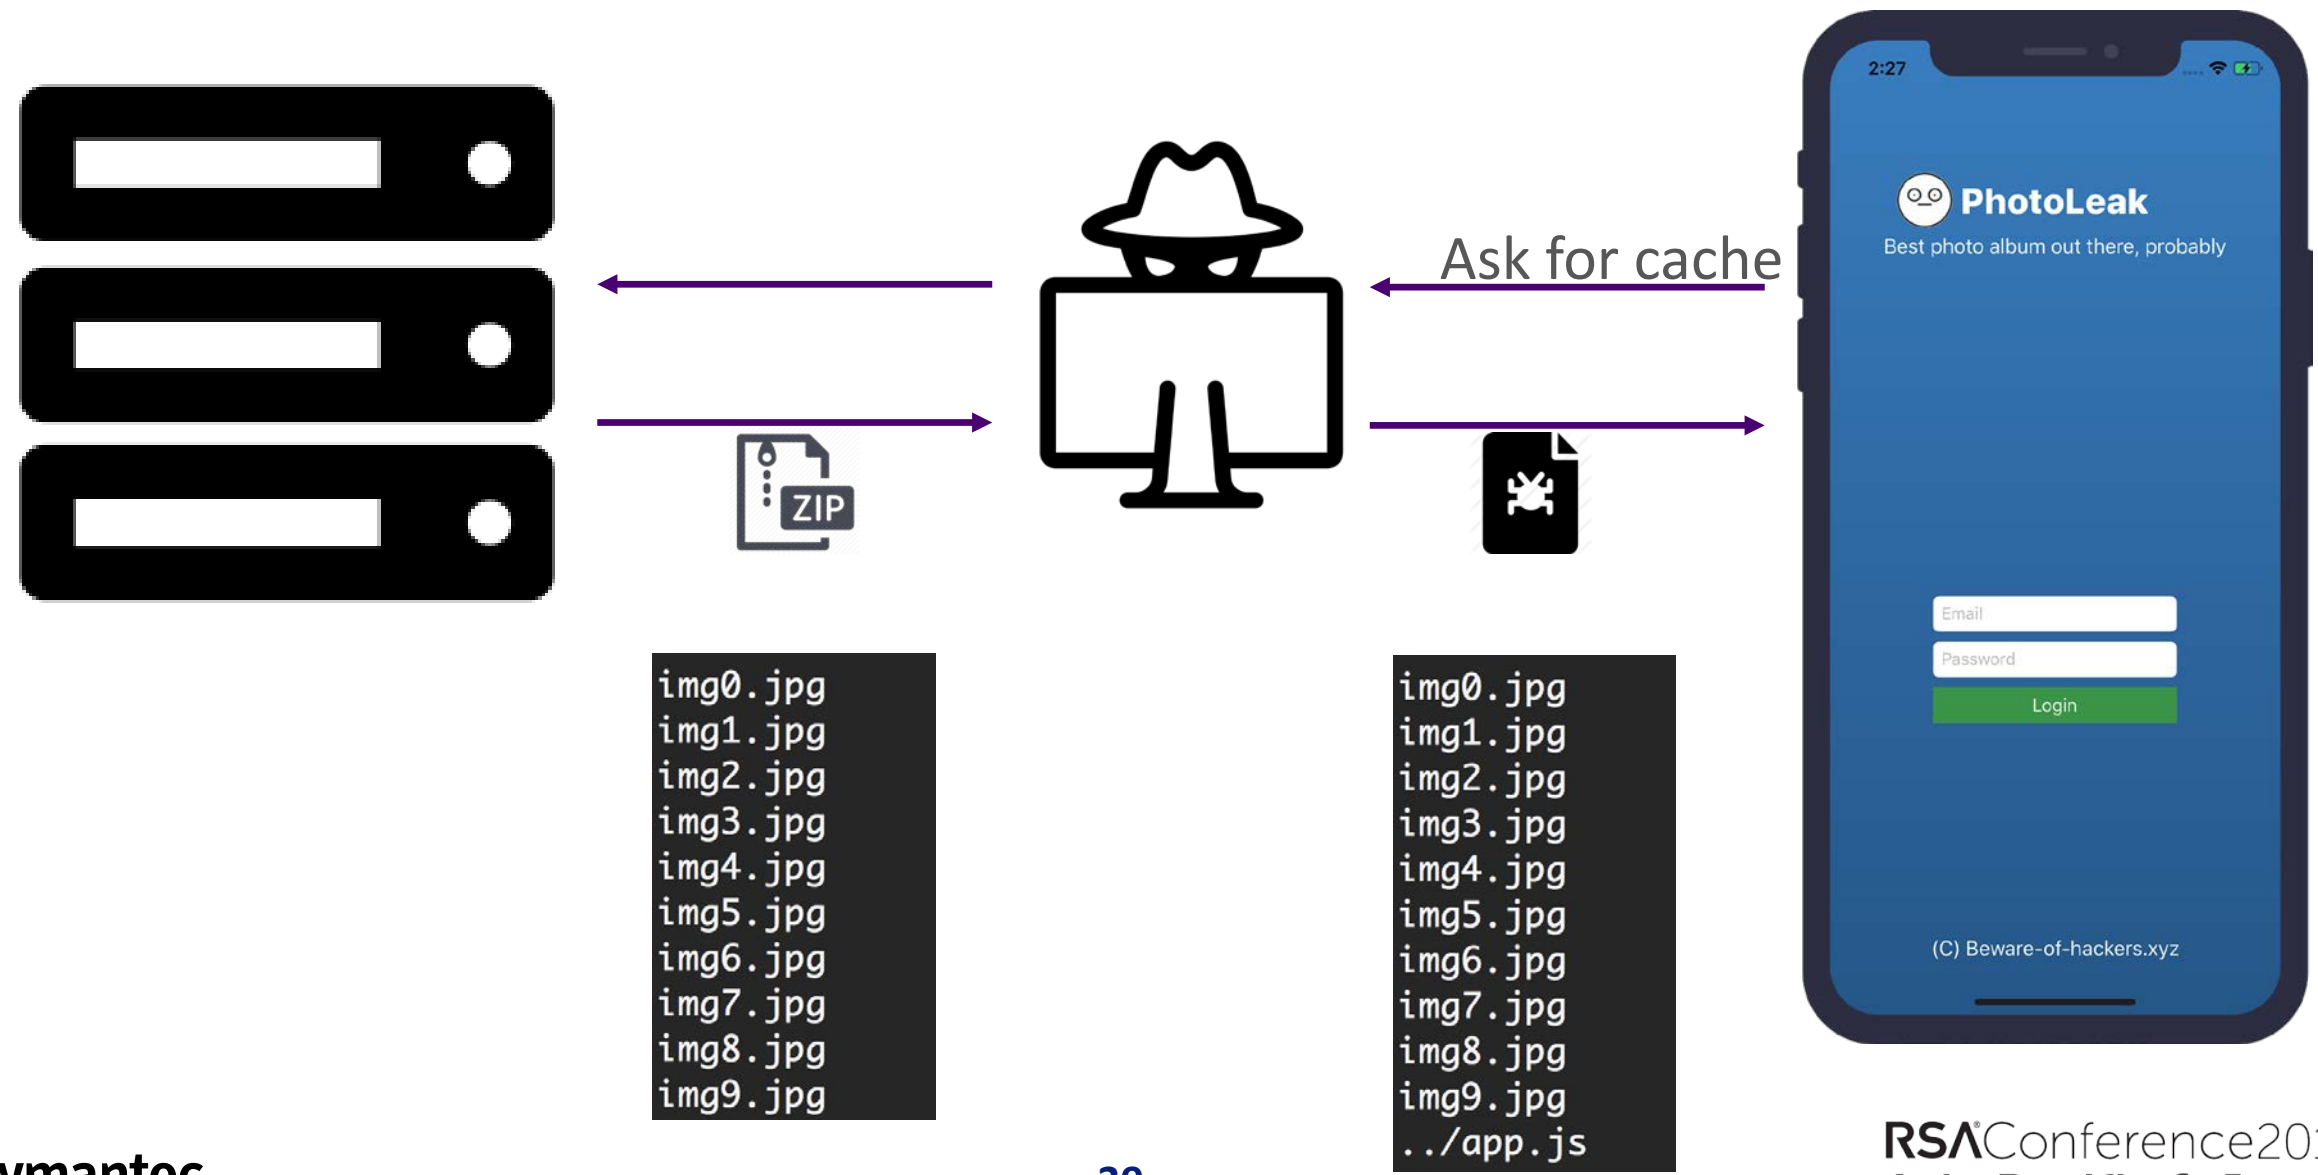 2:27
PhotoLeak
Best photo album out there, probably
Ask for cache
ZIP
Email
Password
Login
(C) Beware-of-hackers.xyz
img0.jpg
img1.jpg
img2.jpg
img3.jpg
img4.jpg
img5.jpg
img6.jpg
img7.jpg
img8.jpg
img9.jpg
img0.jpg
img1.jpg
img2.jpg
img3.jpg
img4.jpg
img5.jpg
img6.jpg
img7.jpg
img8.jpg
img9.jpg
../app.js
RSAConference20